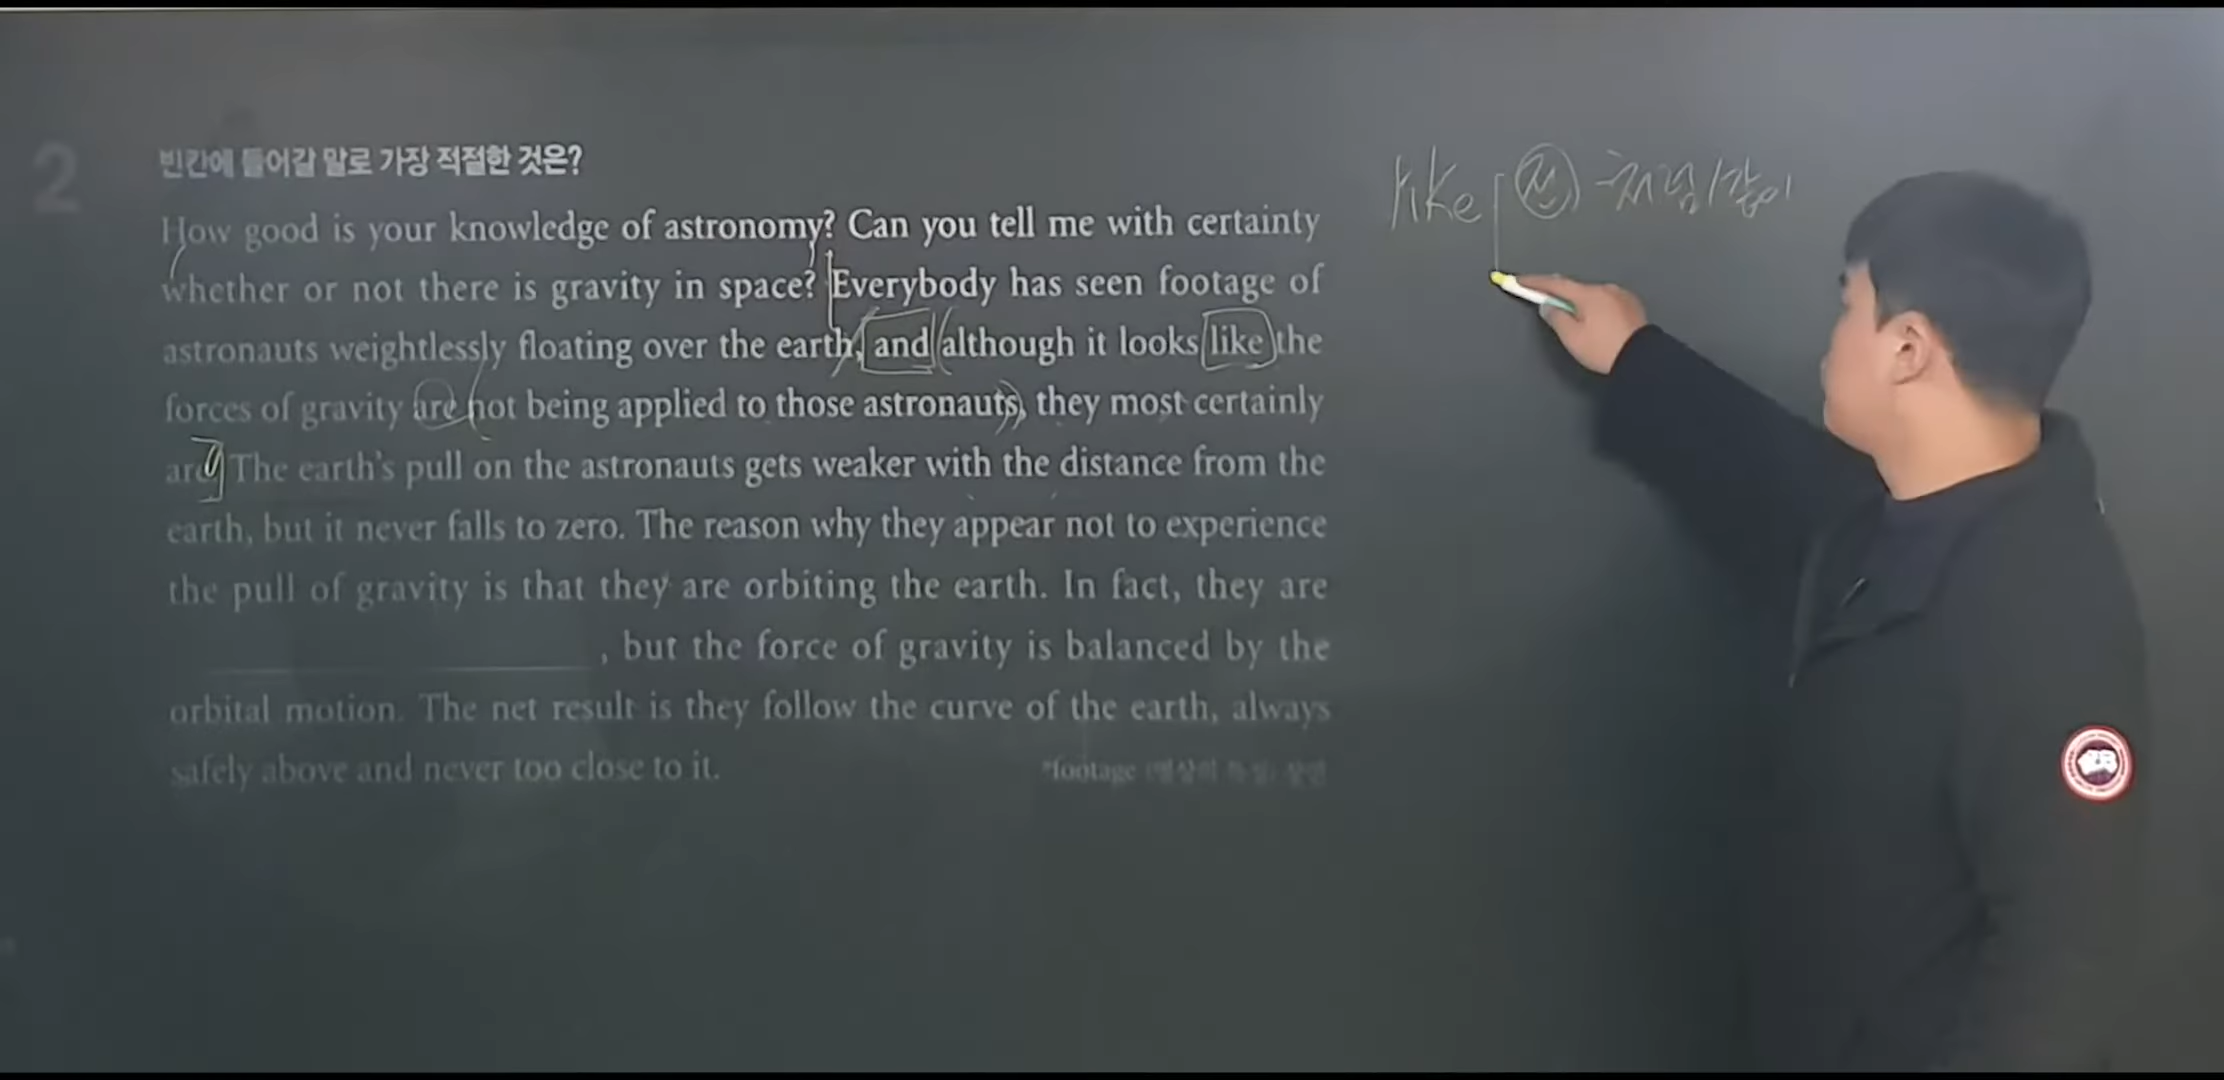 2
빈칸에 들어갈 말로 가장 적절한 것은?
How good is your knowledge of astronomy? Can you tell me with certainty
whether or not there is gravity in space? Everybody has seen footage of
astronauts weightlessly floating over the earth, and although it looks like the
forces of gravity are not being applied to those astronauts, they most certainly
are. The earth's pull on the astronauts gets weaker with the distance from the
earth, but it never falls to zero. The reason why they appear not to experience
the pull of gravity is that they are orbiting the earth. In fact, they are
, but the force of gravity is balanced by the
orbital motion. The net result is they follow the curve of the earth, always
safely above and never too close to it.
*footage
like 전 ~처럼/같이